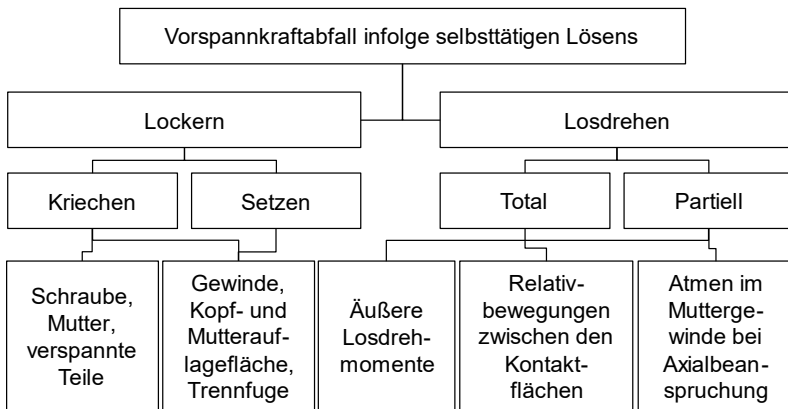 Vorspannkraftabfall infolge selbsttätigen Lösens
Lockern
Losdrehen
Kriechen
Setzen
Total
Partiell
Schraube,
Mutter,
verspannte
Teile
Gewinde,
Kopf- und
Mutterauf-
lagefläche,
Trennfuge
Äußere
Losdreh-
momente
Relativ-
bewegungen
zwischen den
Kontakt-
flächen
Atmen im
Mutterge-
winde bei
Axialbean-
spruchung